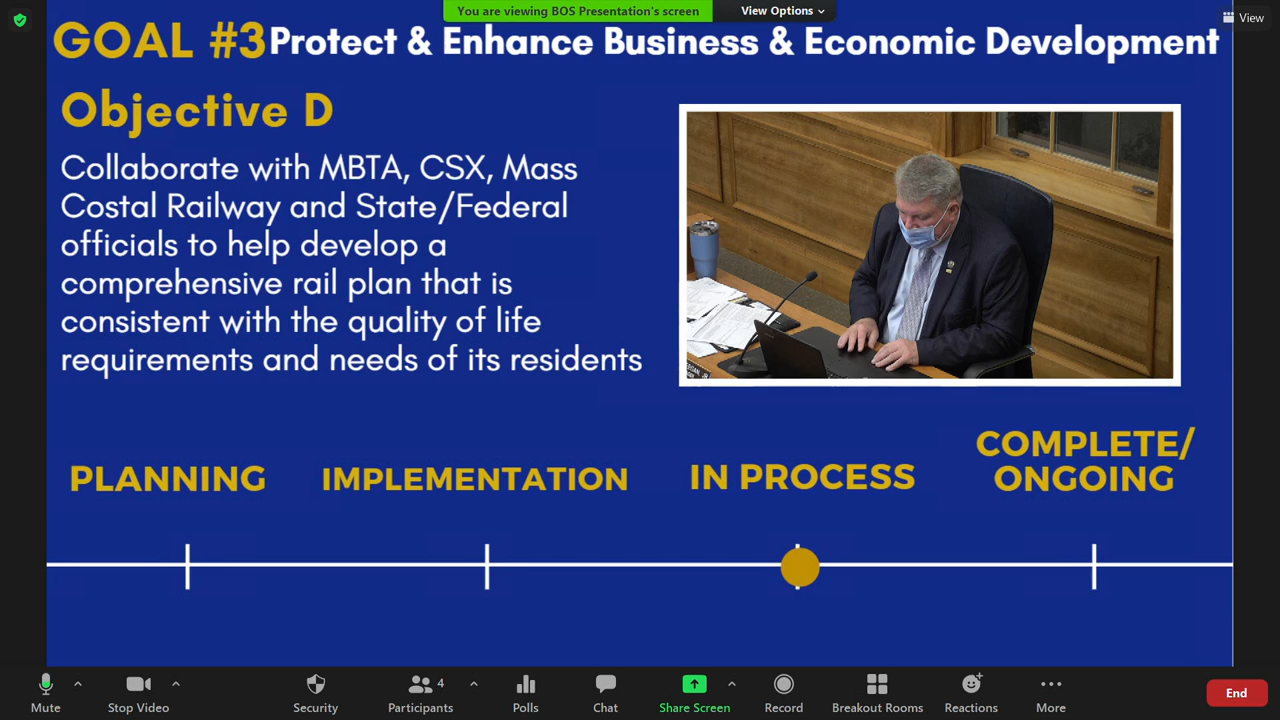 You are viewing BOS Presentation's screen
View Options
View
GOAL #3 Protect & Enhance Business & Economic Development
Objective D
Collaborate with MBTA, CSX, Mass
Costal Railway and State/Federal
officials to help develop a
comprehensive rail plan that is
consistent with the quality of life
requirements and needs of its residents
PLANNING
IMPLEMENTATION
IN PROCESS
COMPLETE/
ONGOING
Mute
Stop Video
Security
Participants
4
Polls
Chat
Share Screen
Record
Breakout Rooms
Reactions
More
End